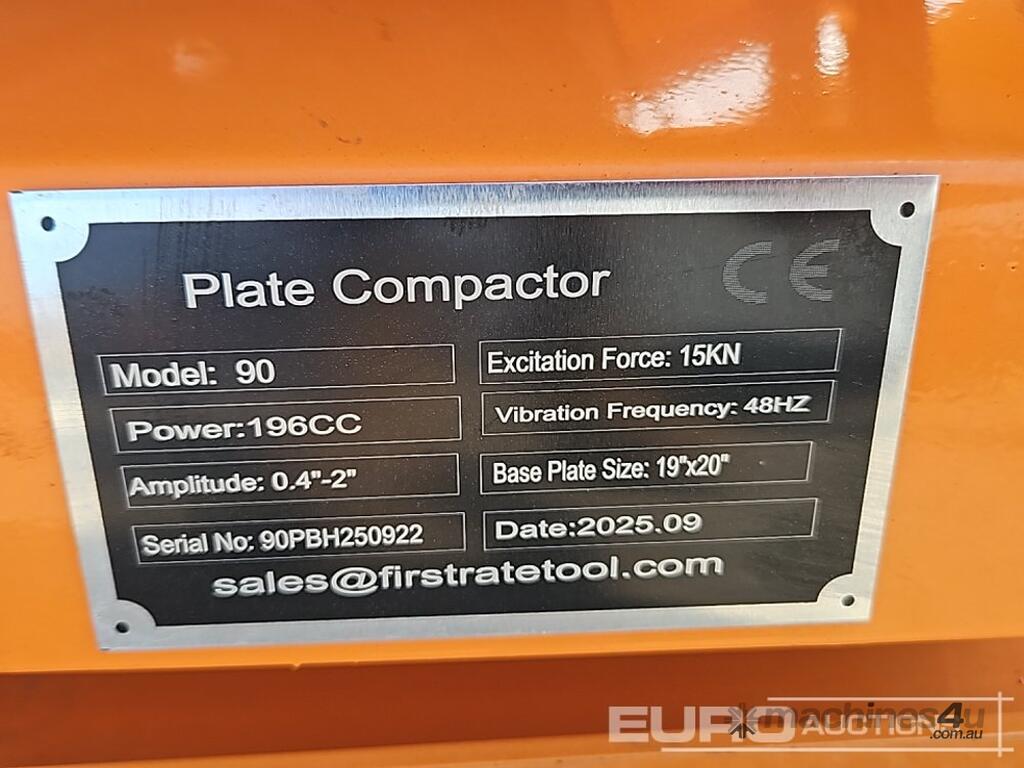 Plate Compactor CE
Model: 90
Excitation Force: 15KN
Power:196CC
Vibration Frequency: 48HZ
Amplitude: 0.4"-2"
Base Plate Size: 19"x20"
Serial No: 90PBH250922
Date:2025.09
sales@firstratetool.com
EURO AUCTIONS
machines4u
.com.au